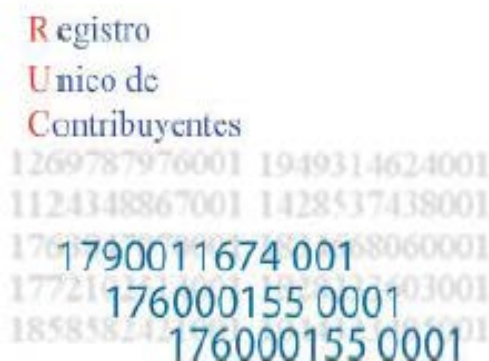 Registro
Unico de
Contribuyentes
1269787976001 1949314624001
1124348867001 1428537438001
1790011674 001
176000155 0001
176000155 0001